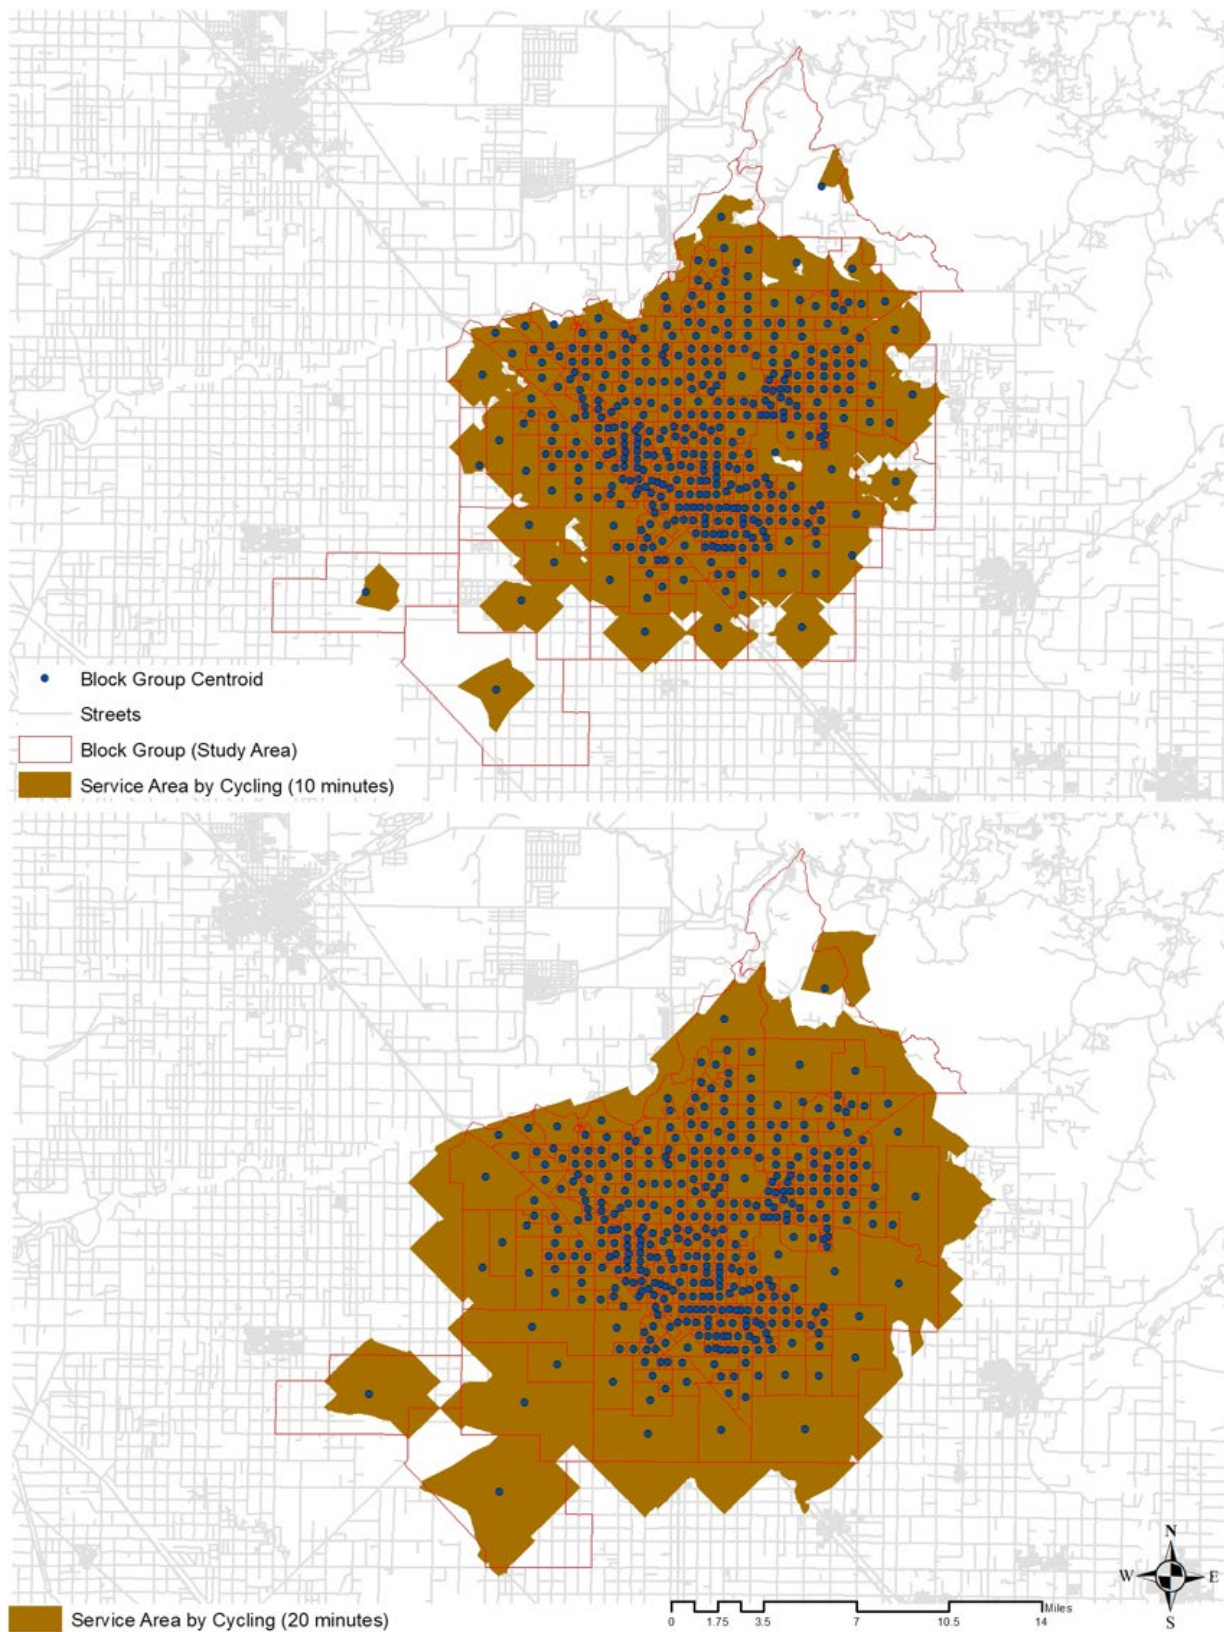 Block Group Centroid
Streets
Block Group (Study Area)
Service Area by Cycling (10 minutes)
N
W E
S
Service Area by Cycling (20 minutes)
Miles
0 1.75 3.5 7 10.5 14